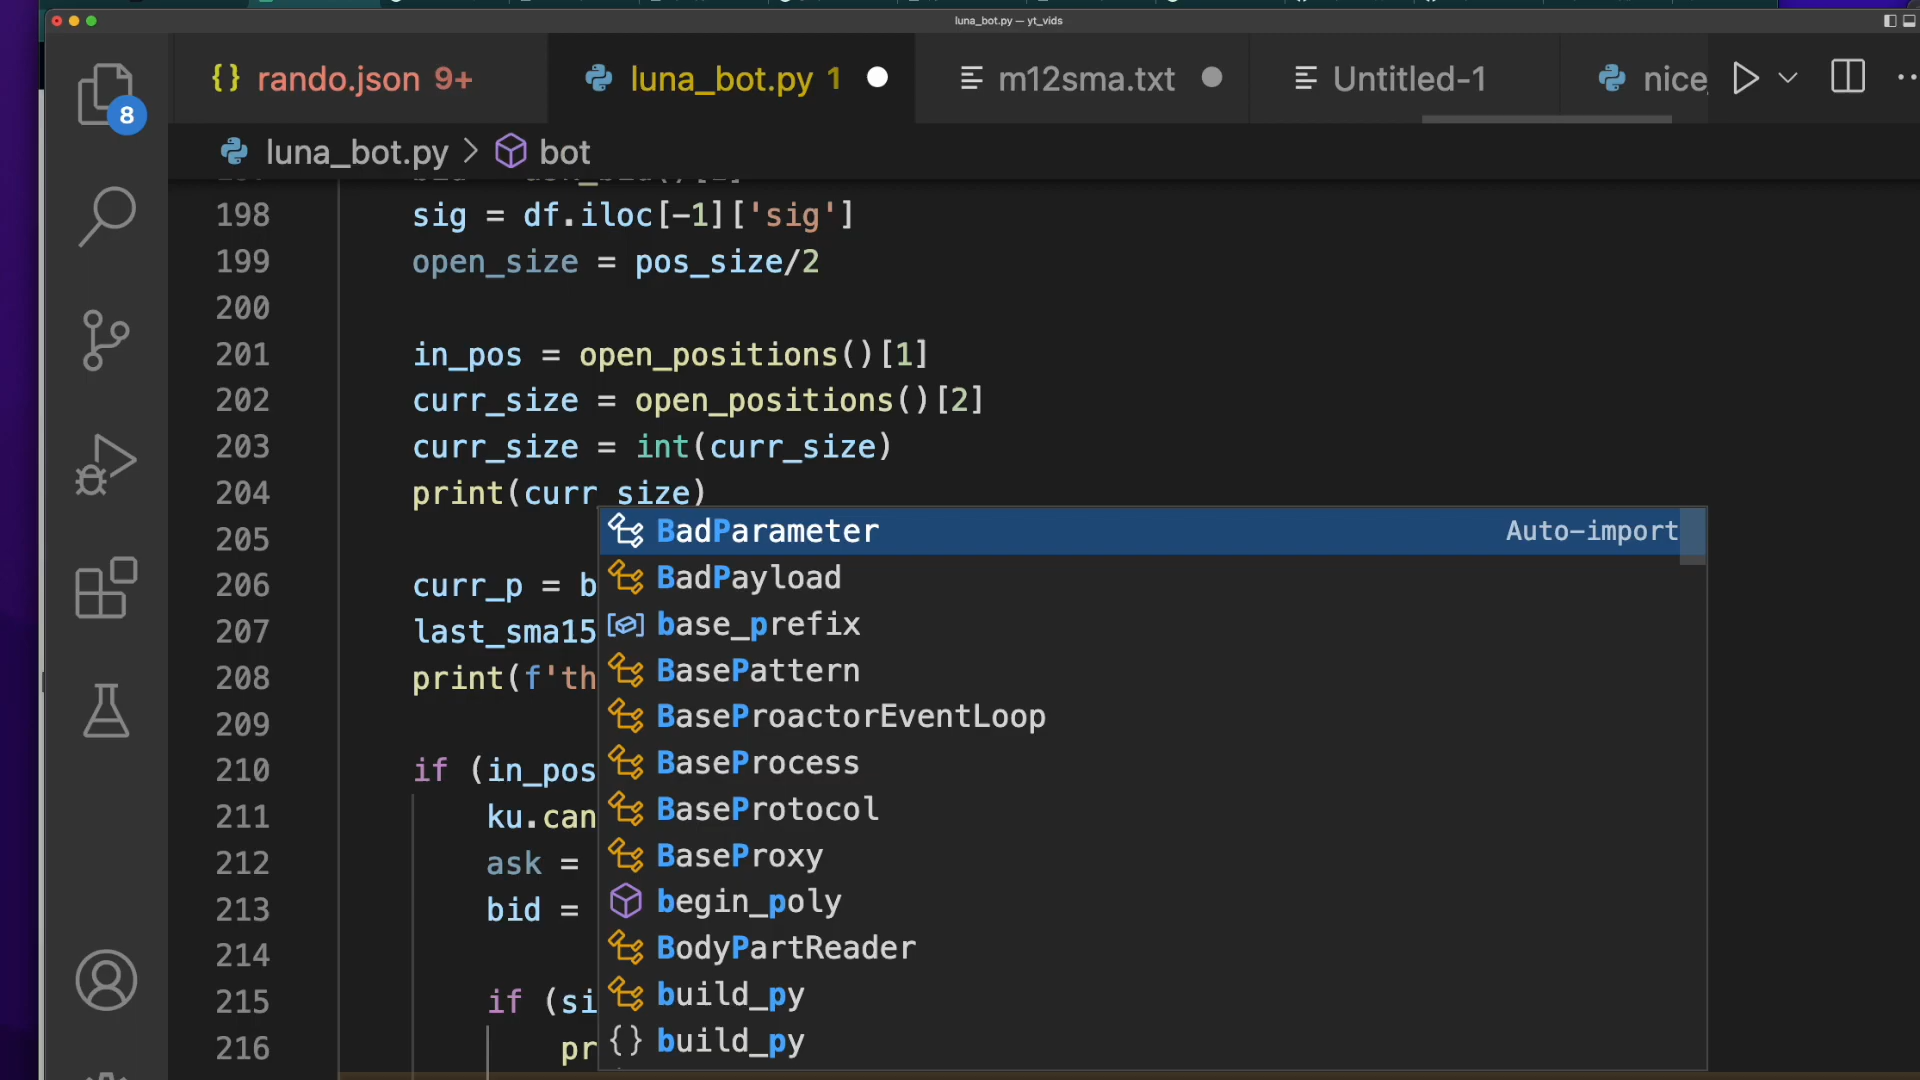 luna_bot.py — yt_vids
rando.json 9+
luna_bot.py 1
m12sma.txt
Untitled-1
nice
8
luna_bot.py > bot
198 sig = df.iloc[-1]['sig']
199 open_size = pos_size/2
200
201 in_pos = open_positions()[1]
202 curr_size = open_positions()[2]
203 curr_size = int(curr_size)
204 print(curr_size)
205
206 curr_p = b
207 last_sma15
208 print(f'th
209
210 if (in_pos
211 ku.can
212 ask =
213 bid =
214
215 if (si
216 pr
BadParameter Auto-import
BadPayload
base_prefix
BasePattern
BaseProactorEventLoop
BaseProcess
BaseProtocol
BaseProxy
begin_poly
BodyPartReader
build_py
build_py